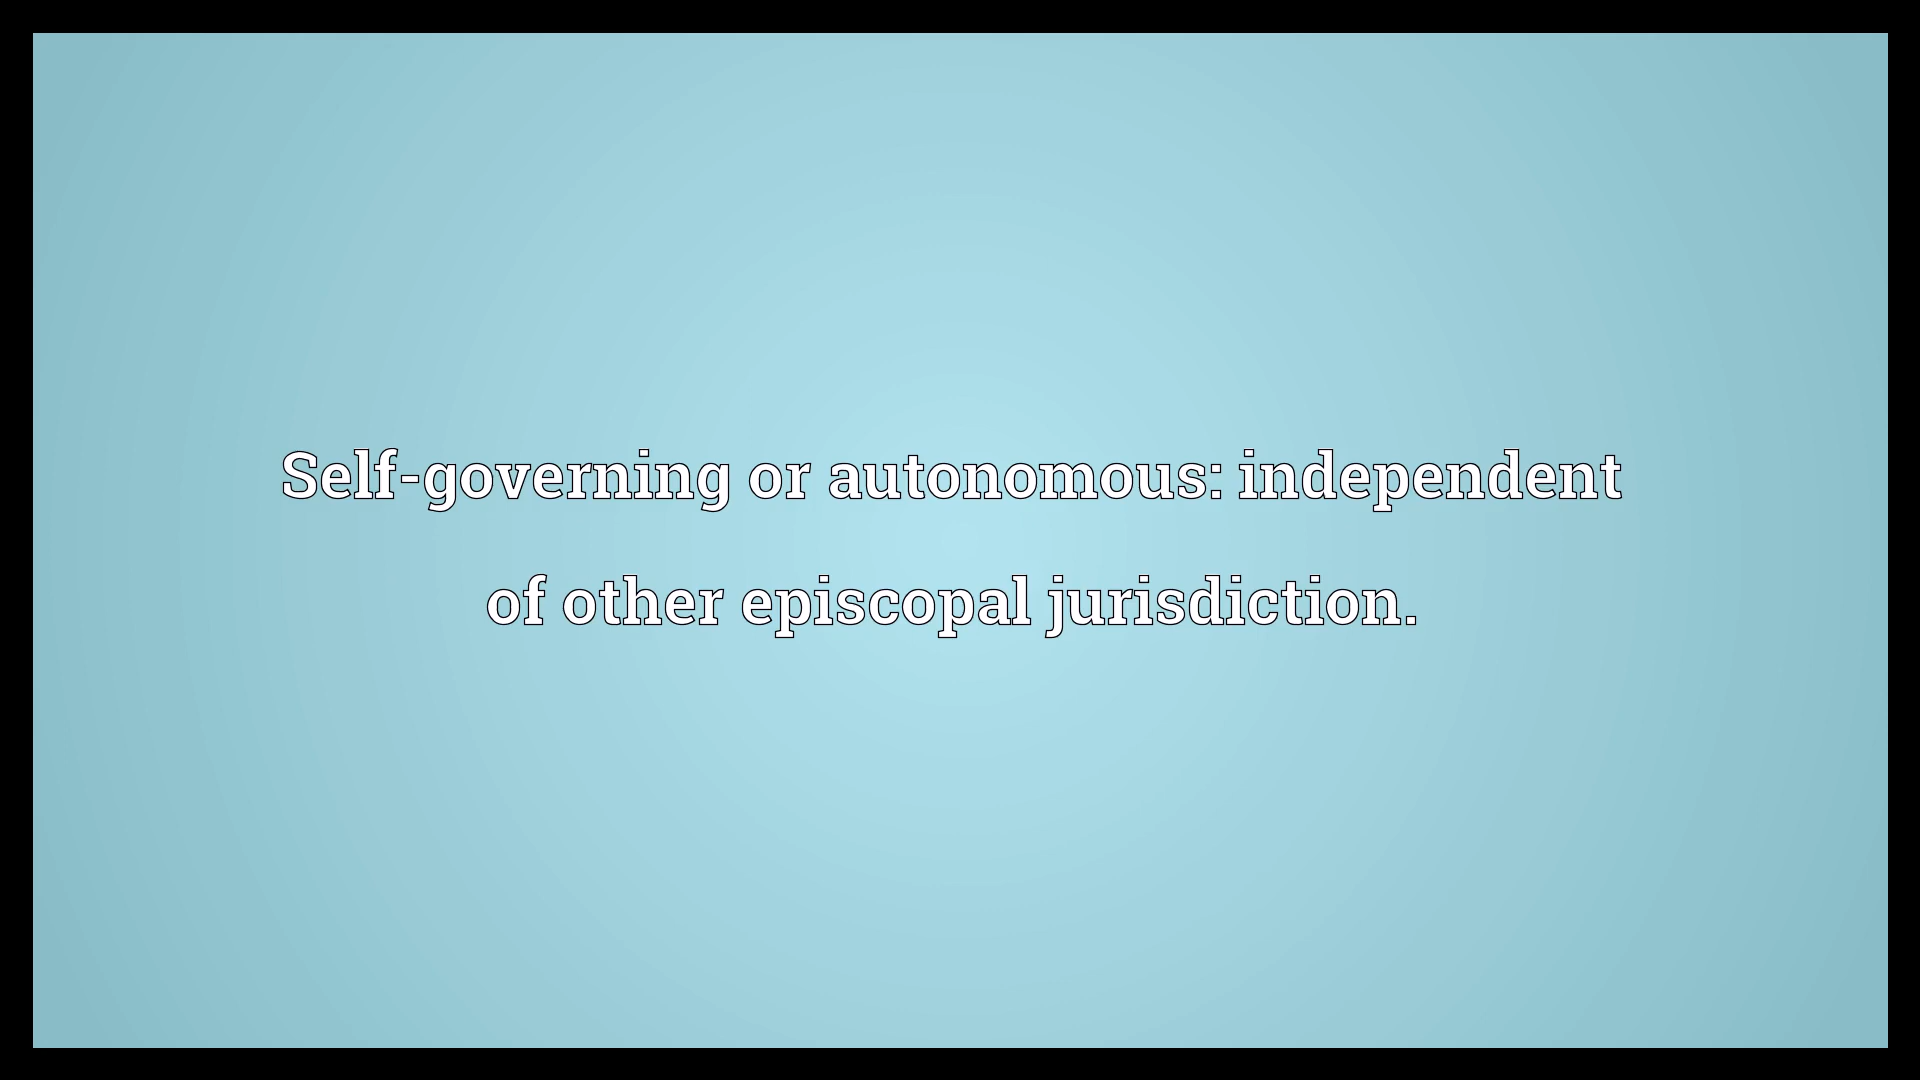 Self-governing or autonomous: independent
of other episcopal jurisdiction.